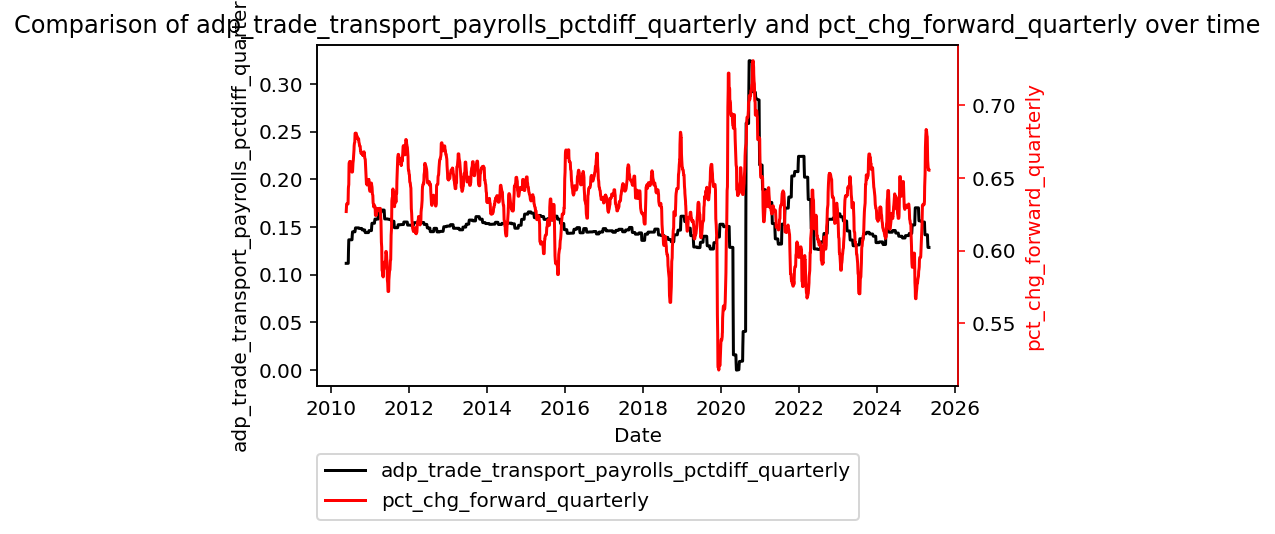 Comparison of adp_trade_transport_payrolls_pctdiff_quarterly and pct_chg_forward_quarterly over time
adp_trade_transport_payrolls_pctdiff_quarter
0.30
0.25
0.20
0.15
0.10
0.05
0.00
0.70
0.65
0.60
0.55
pct_chg_forward_quarterly
2010 2012 2014 2016 2018 2020 2022 2024 2026
Date
adp_trade_transport_payrolls_pctdiff_quarterly
pct_chg_forward_quarterly